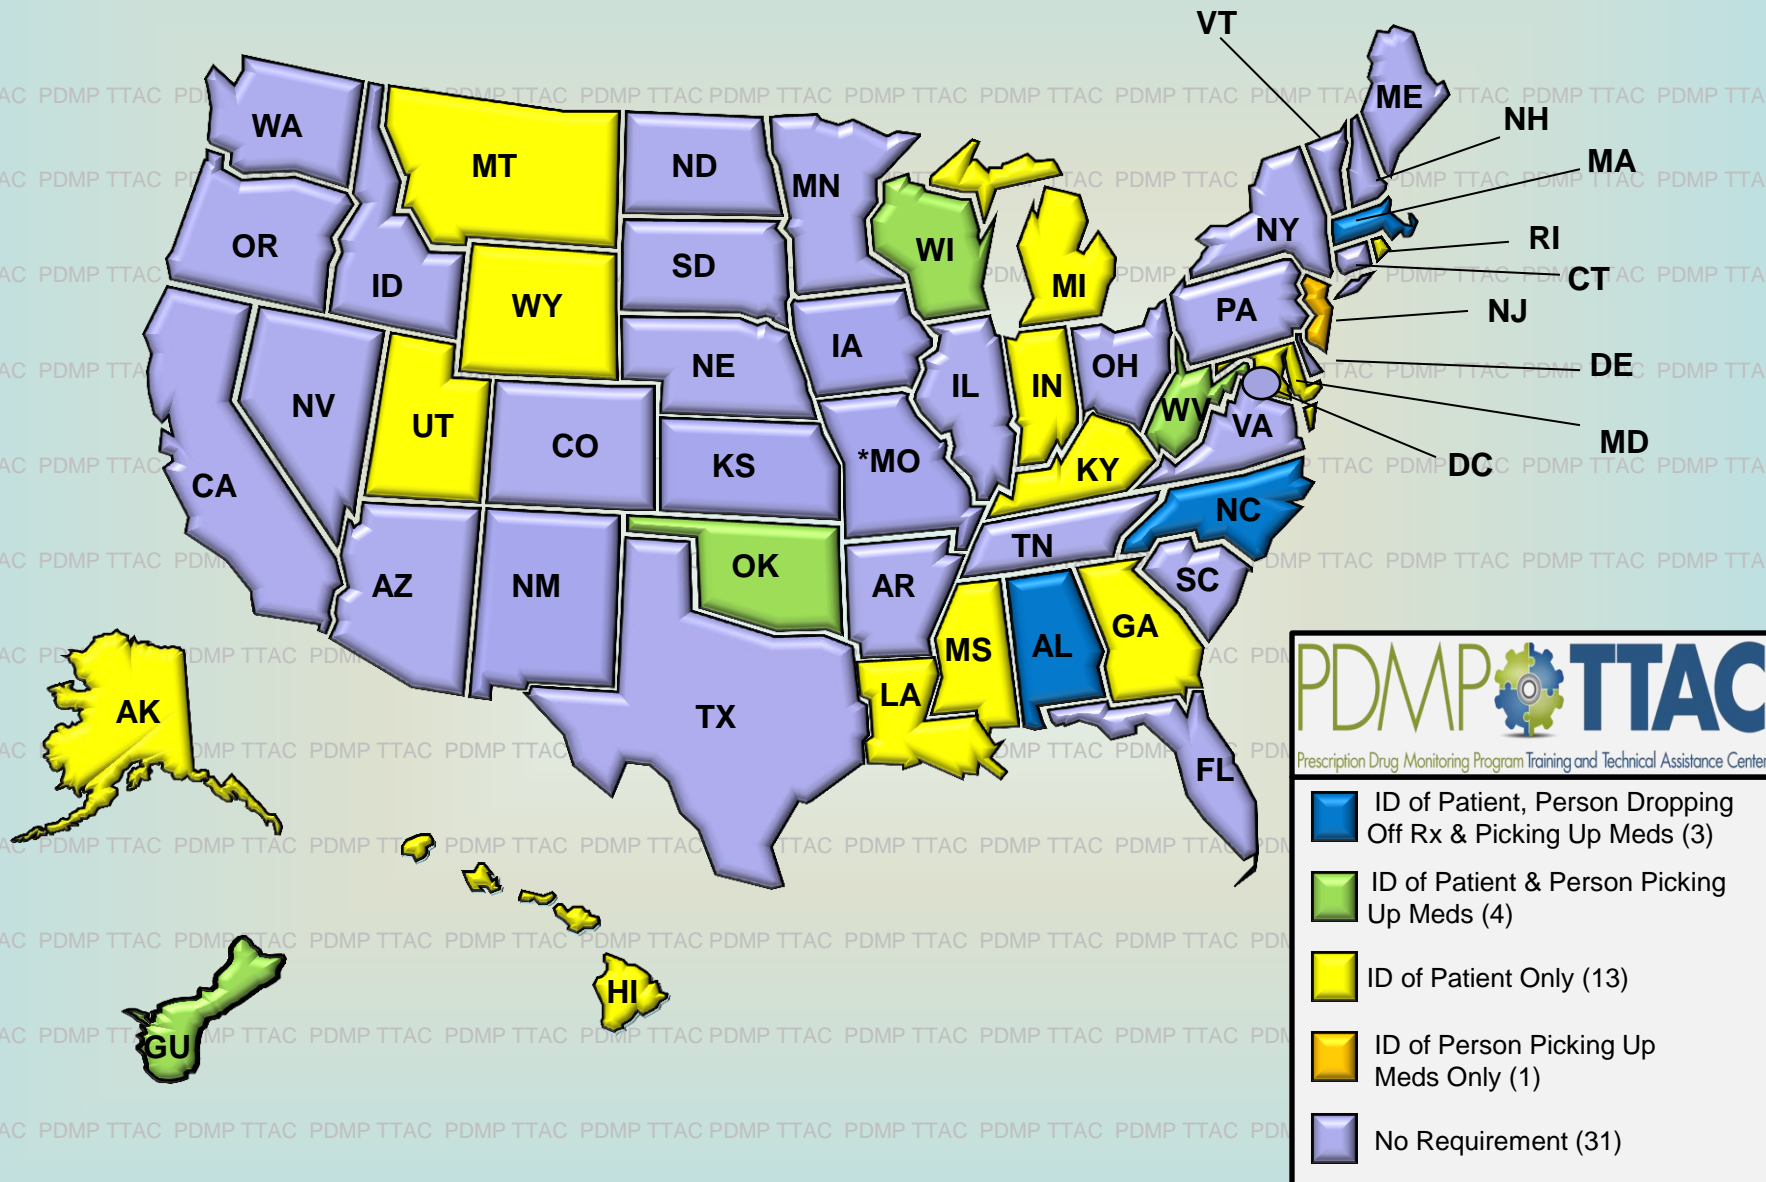 VT
ME
WA
NH
MT
ND
MN
MA
OR
NY
RI
WI
SD
ID
CT
MI
WY
PA
NJ
IA
NE
OH
DE
IL
IN
NV
WV
UT
VA
MD
CO
*MO
KS
KY
DC
CA
NC
TN
OK
AZ
NM
AR
SC
GA
MS
AL
LA
AK
TX
FL
HI
GU
PDMP TTAC
Prescription Drug Monitoring Program Training and Technical Assistance Center
ID of Patient, Person Dropping
Off Rx & Picking Up Meds (3)
ID of Patient & Person Picking
Up Meds (4)
ID of Patient Only (13)
ID of Person Picking Up
Meds Only (1)
No Requirement (31)